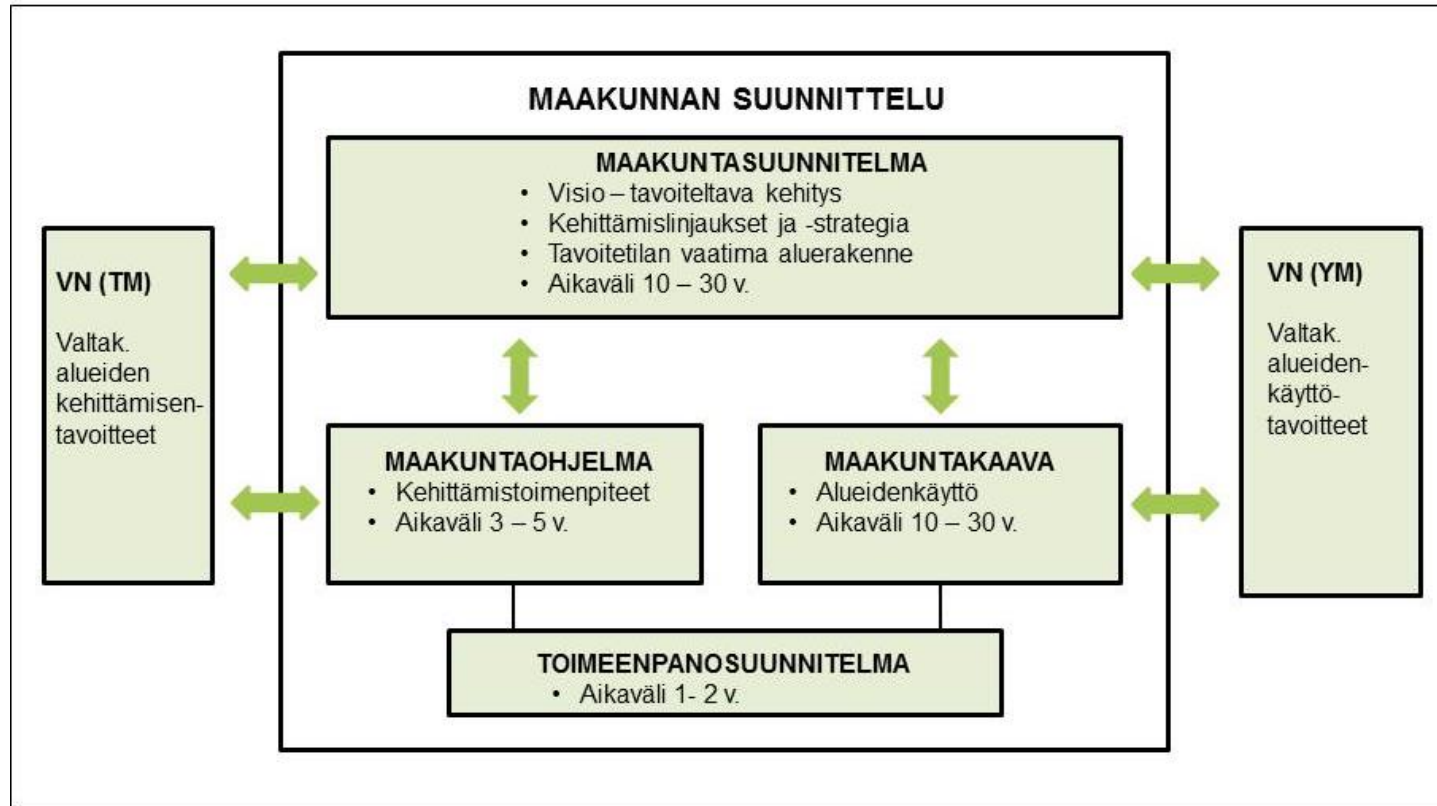 MAAKUNNAN SUUNNITTELU
MAAKUNTASUUNNITELMA
• Visio – tavoiteltava kehitys
• Kehittämislinjaukset ja -strategia
• Tavoitetilan vaatima aluerakenne
• Aikaväli 10 – 30 v.
VN (TM)
Valtak.
alueiden
kehittämisen-
tavoitteet
VN (YM)
Valtak.
alueiden-
käyttö-
tavoitteet
MAAKUNTAOHJELMA
• Kehittämistoimenpiteet
• Aikaväli 3 – 5 v.
MAAKUNTAKAAVA
• Alueidenkäyttö
• Aikaväli 10 – 30 v.
TOIMEENPANOSUUNNITELMA
• Aikaväli 1- 2 v.